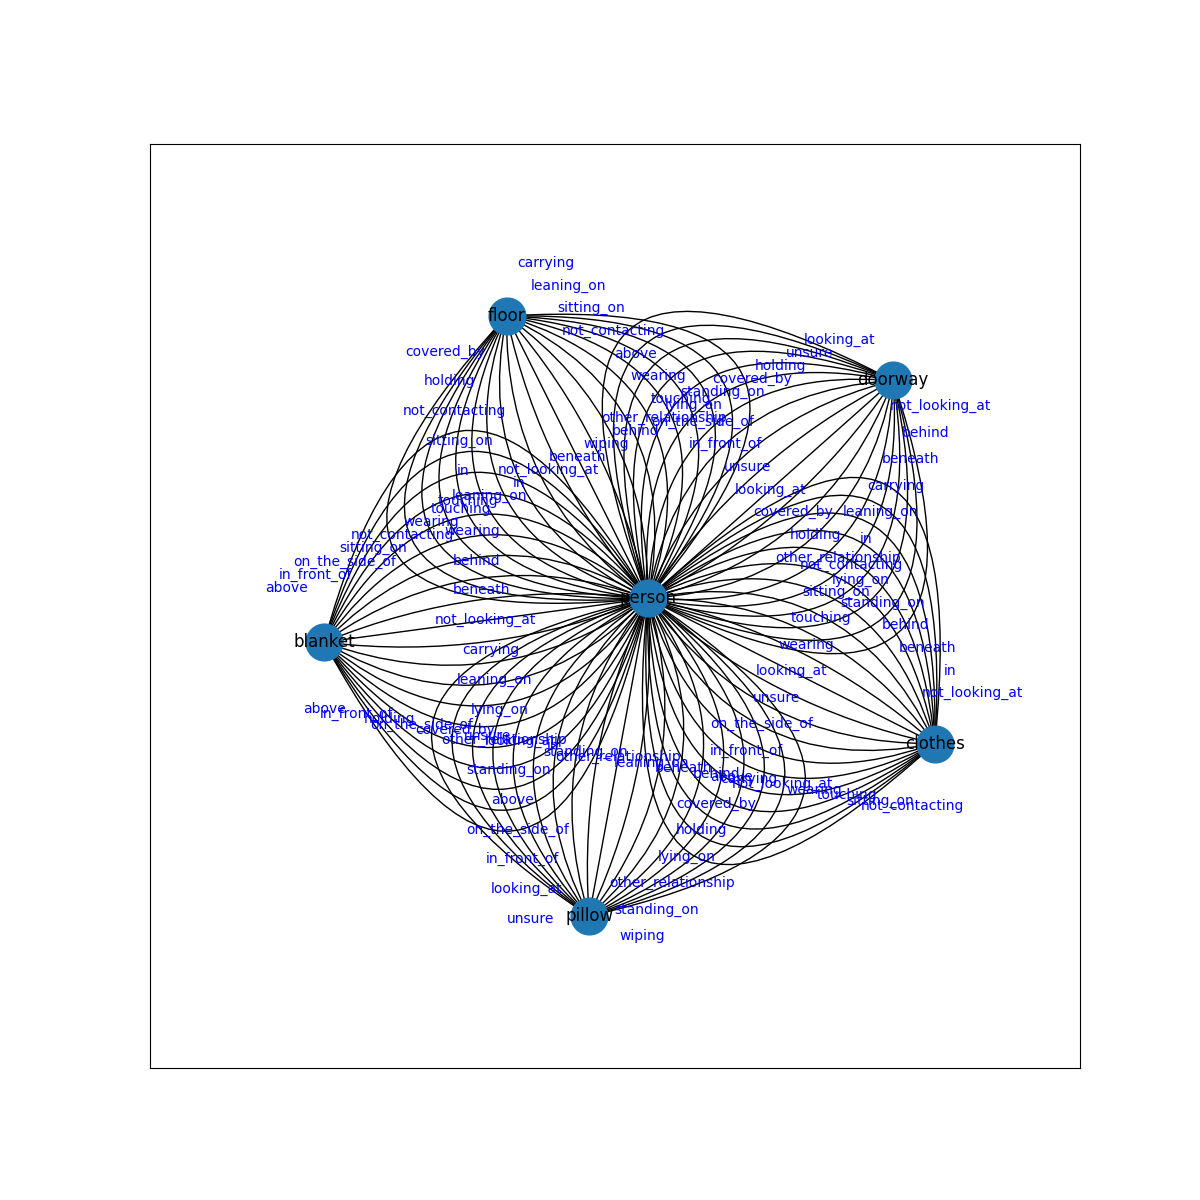 carrying
leaning_on
sitting_on
floor
not_contacting
looking_at
covered_by
above
unsure
holding
wearing
covered_by
doorway
holding
standing_on
touching
lying_on
not_looking_at
not_contacting
other_relationship
on_the_side_of
behind
behind
sitting_on
wiping
in_front_of
beneath
beneath
in
not_looking_at
unsure
in
carrying
looking_at
leaning_on
touching
touching
covered_by
leaning_on
wearing
wearing
not_contacting
holding
in
sitting_on
behind
other_relationship
on_the_side_of
not_contacting
in_front_of
lying_on
above
beneath
sitting_on
person
standing_on
not_looking_at
touching
behind
blanket
wearing
beneath
carrying
looking_at
in
leaning_on
unsure
not_looking_at
above
in_front_of
lying_on
holding
on_the_side_of
on_the_side_of
covered_by
unsure
other_relationship
looking_at
clothes
in
standing_on
in_front_of
other_relationship
leaning_on
beneath
standing_on
behind
above
carrying
not_looking_at
wearing
touching
above
sitting_on
covered_by
not_contacting
on_the_side_of
holding
in_front_of
lying_on
looking_at
other_relationship
pillow
standing_on
unsure
wiping